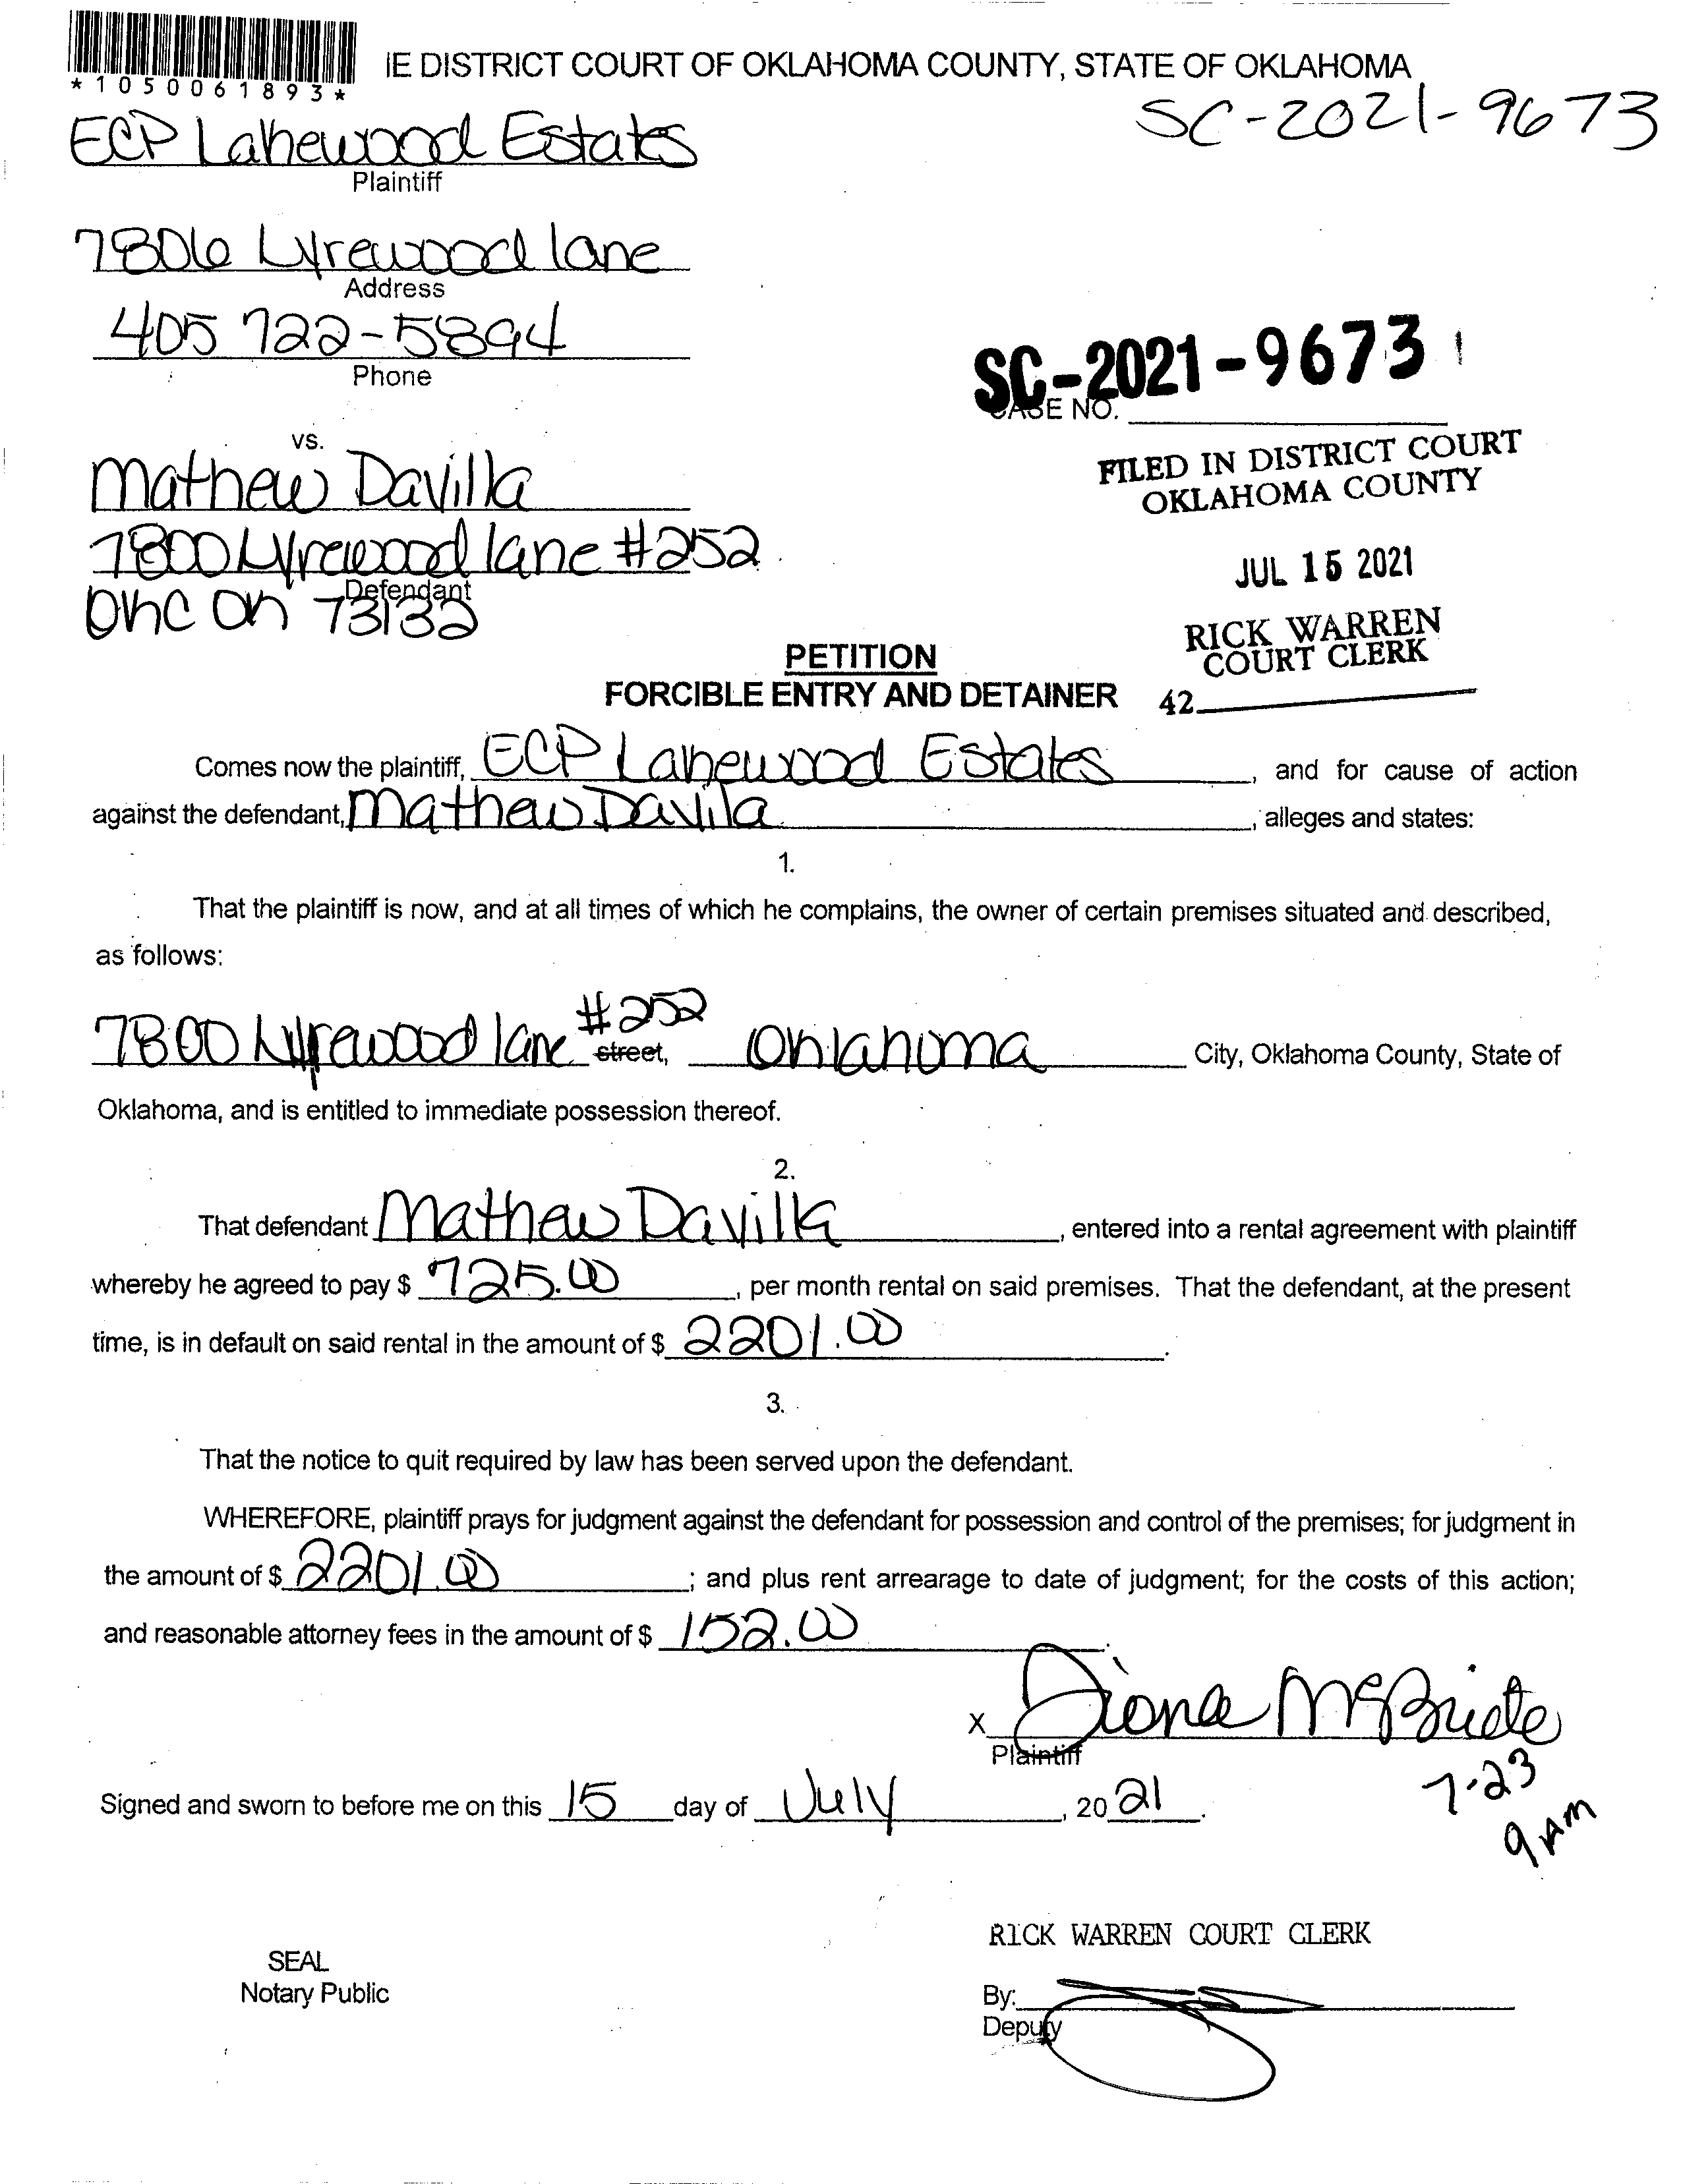 IE DISTRICT COURT OF OKLAHOMA COUNTY, STATE OF OKLAHOMA
*1050061893*
SC-2021-9673
ECP Lakewood Estates
Plaintiff
7806 Lyrewood lane
Address
405 722-5894
Phone
SC-2021-9673
CASE NO.
vs.
Mathew Davilla
7800 Lyrewood lane #252
Defendant
OKC OK 73132
FILED IN DISTRICT COURT
OKLAHOMA COUNTY
JUL 15 2021
RICK WARREN
COURT CLERK
42
PETITION
FORCIBLE ENTRY AND DETAINER
Comes now the plaintiff, ECP Lakewood Estates, and for cause of action
against the defendant, Mathew Davila, alleges and states:
1.
That the plaintiff is now, and at all times of which he complains, the owner of certain premises situated and described,
as follows:
7800 Lyrewood lane #252 street, Oklahoma City, Oklahoma County, State of
Oklahoma, and is entitled to immediate possession thereof.
2.
That defendant Mathew Davilla, entered into a rental agreement with plaintiff
whereby he agreed to pay $ 725.00, per month rental on said premises. That the defendant, at the present
time, is in default on said rental in the amount of $ 2201.00.
3.
That the notice to quit required by law has been served upon the defendant.
WHEREFORE, plaintiff prays for judgment against the defendant for possession and control of the premises; for judgment in
the amount of $ 2201.00; and plus rent arrearage to date of judgment; for the costs of this action;
and reasonable attorney fees in the amount of $ 152.00.
x Diona McBride
Plaintiff
7-23
9 AM
Signed and sworn to before me on this 15 day of July, 2021.
RICK WARREN COURT CLERK
SEAL
Notary Public
By:
Deputy